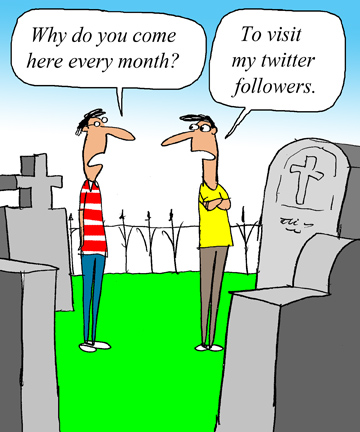 Why do you come
here every month?
To visit
my twitter
followers.